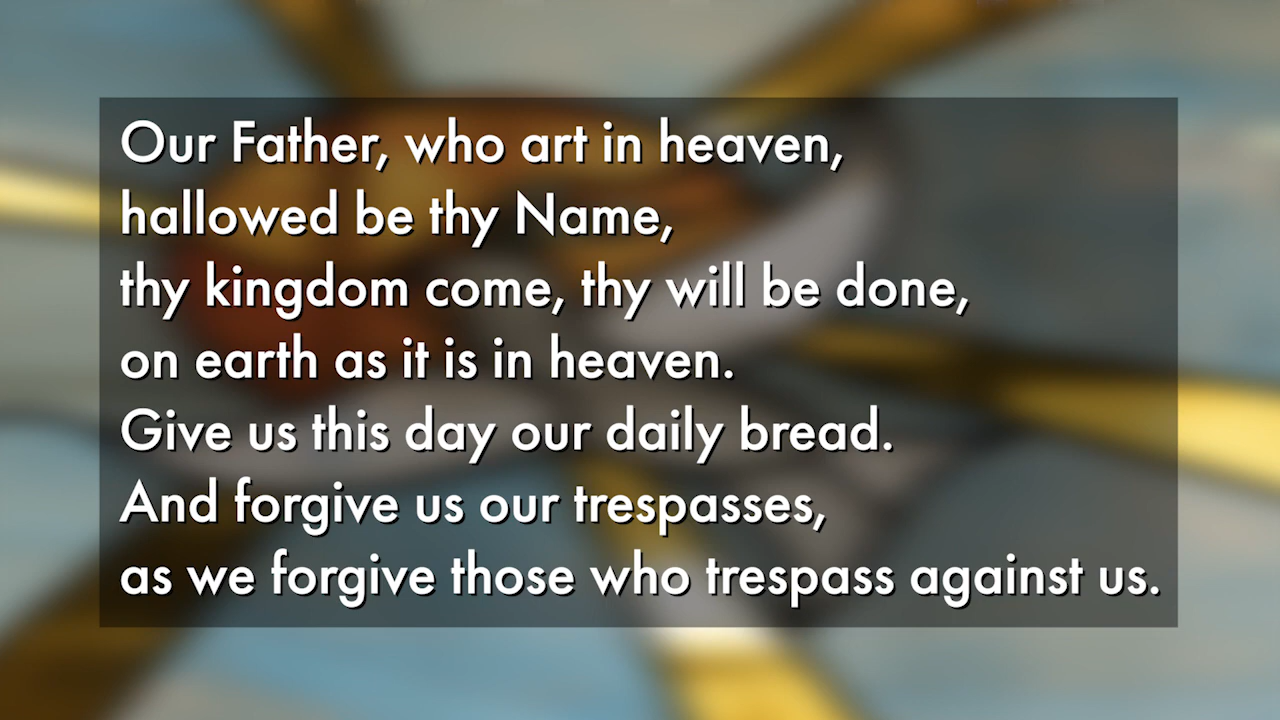 Our Father, who art in heaven,
hallowed be thy Name,
thy kingdom come, thy will be done,
on earth as it is in heaven.
Give us this day our daily bread.
And forgive us our trespasses,
as we forgive those who trespass against us.